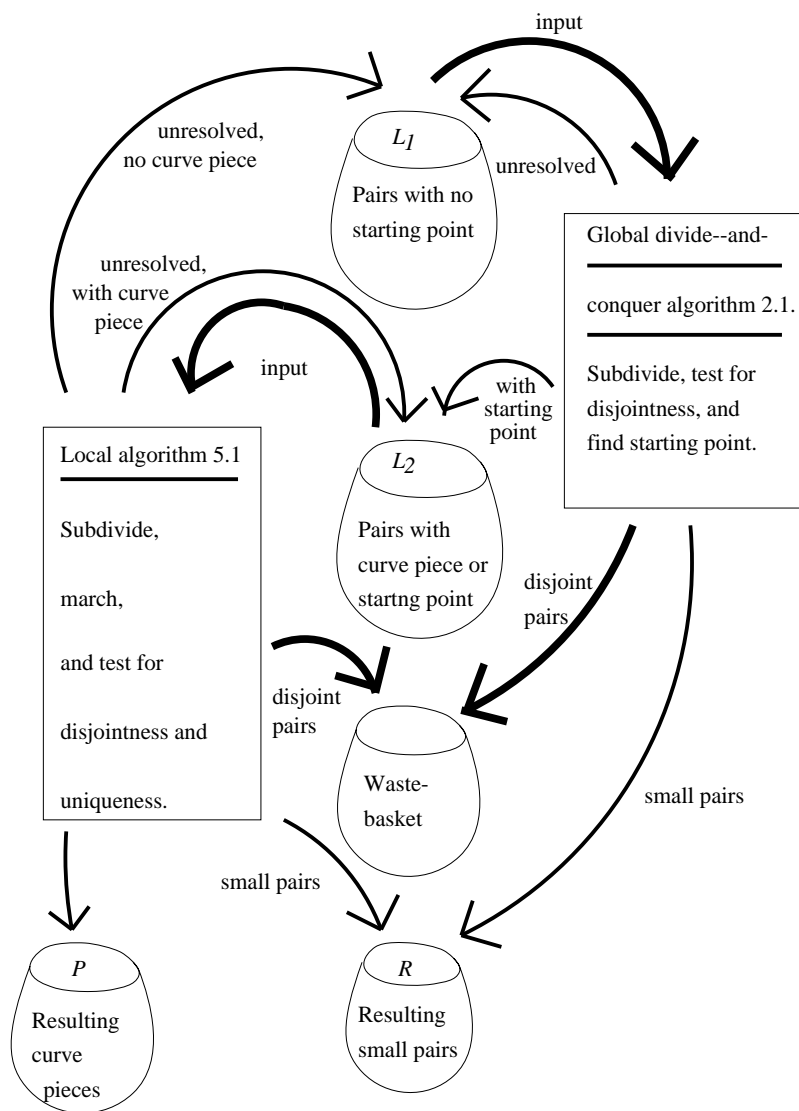 input
unresolved,
no curve piece
L1
unresolved
Pairs with no
starting point
Global divide--and-
conquer algorithm 2.1.
Subdivide, test for
disjointness, and
find starting point.
unresolved,
with curve
piece
input
with
starting
point
Local algorithm 5.1
Subdivide,
march,
and test for
disjointness and
uniqueness.
L2
Pairs with
curve piece or
startng point
disjoint
pairs
disjoint
pairs
Waste-
basket
small pairs
small pairs
P
Resulting
curve
pieces
R
Resulting
small pairs